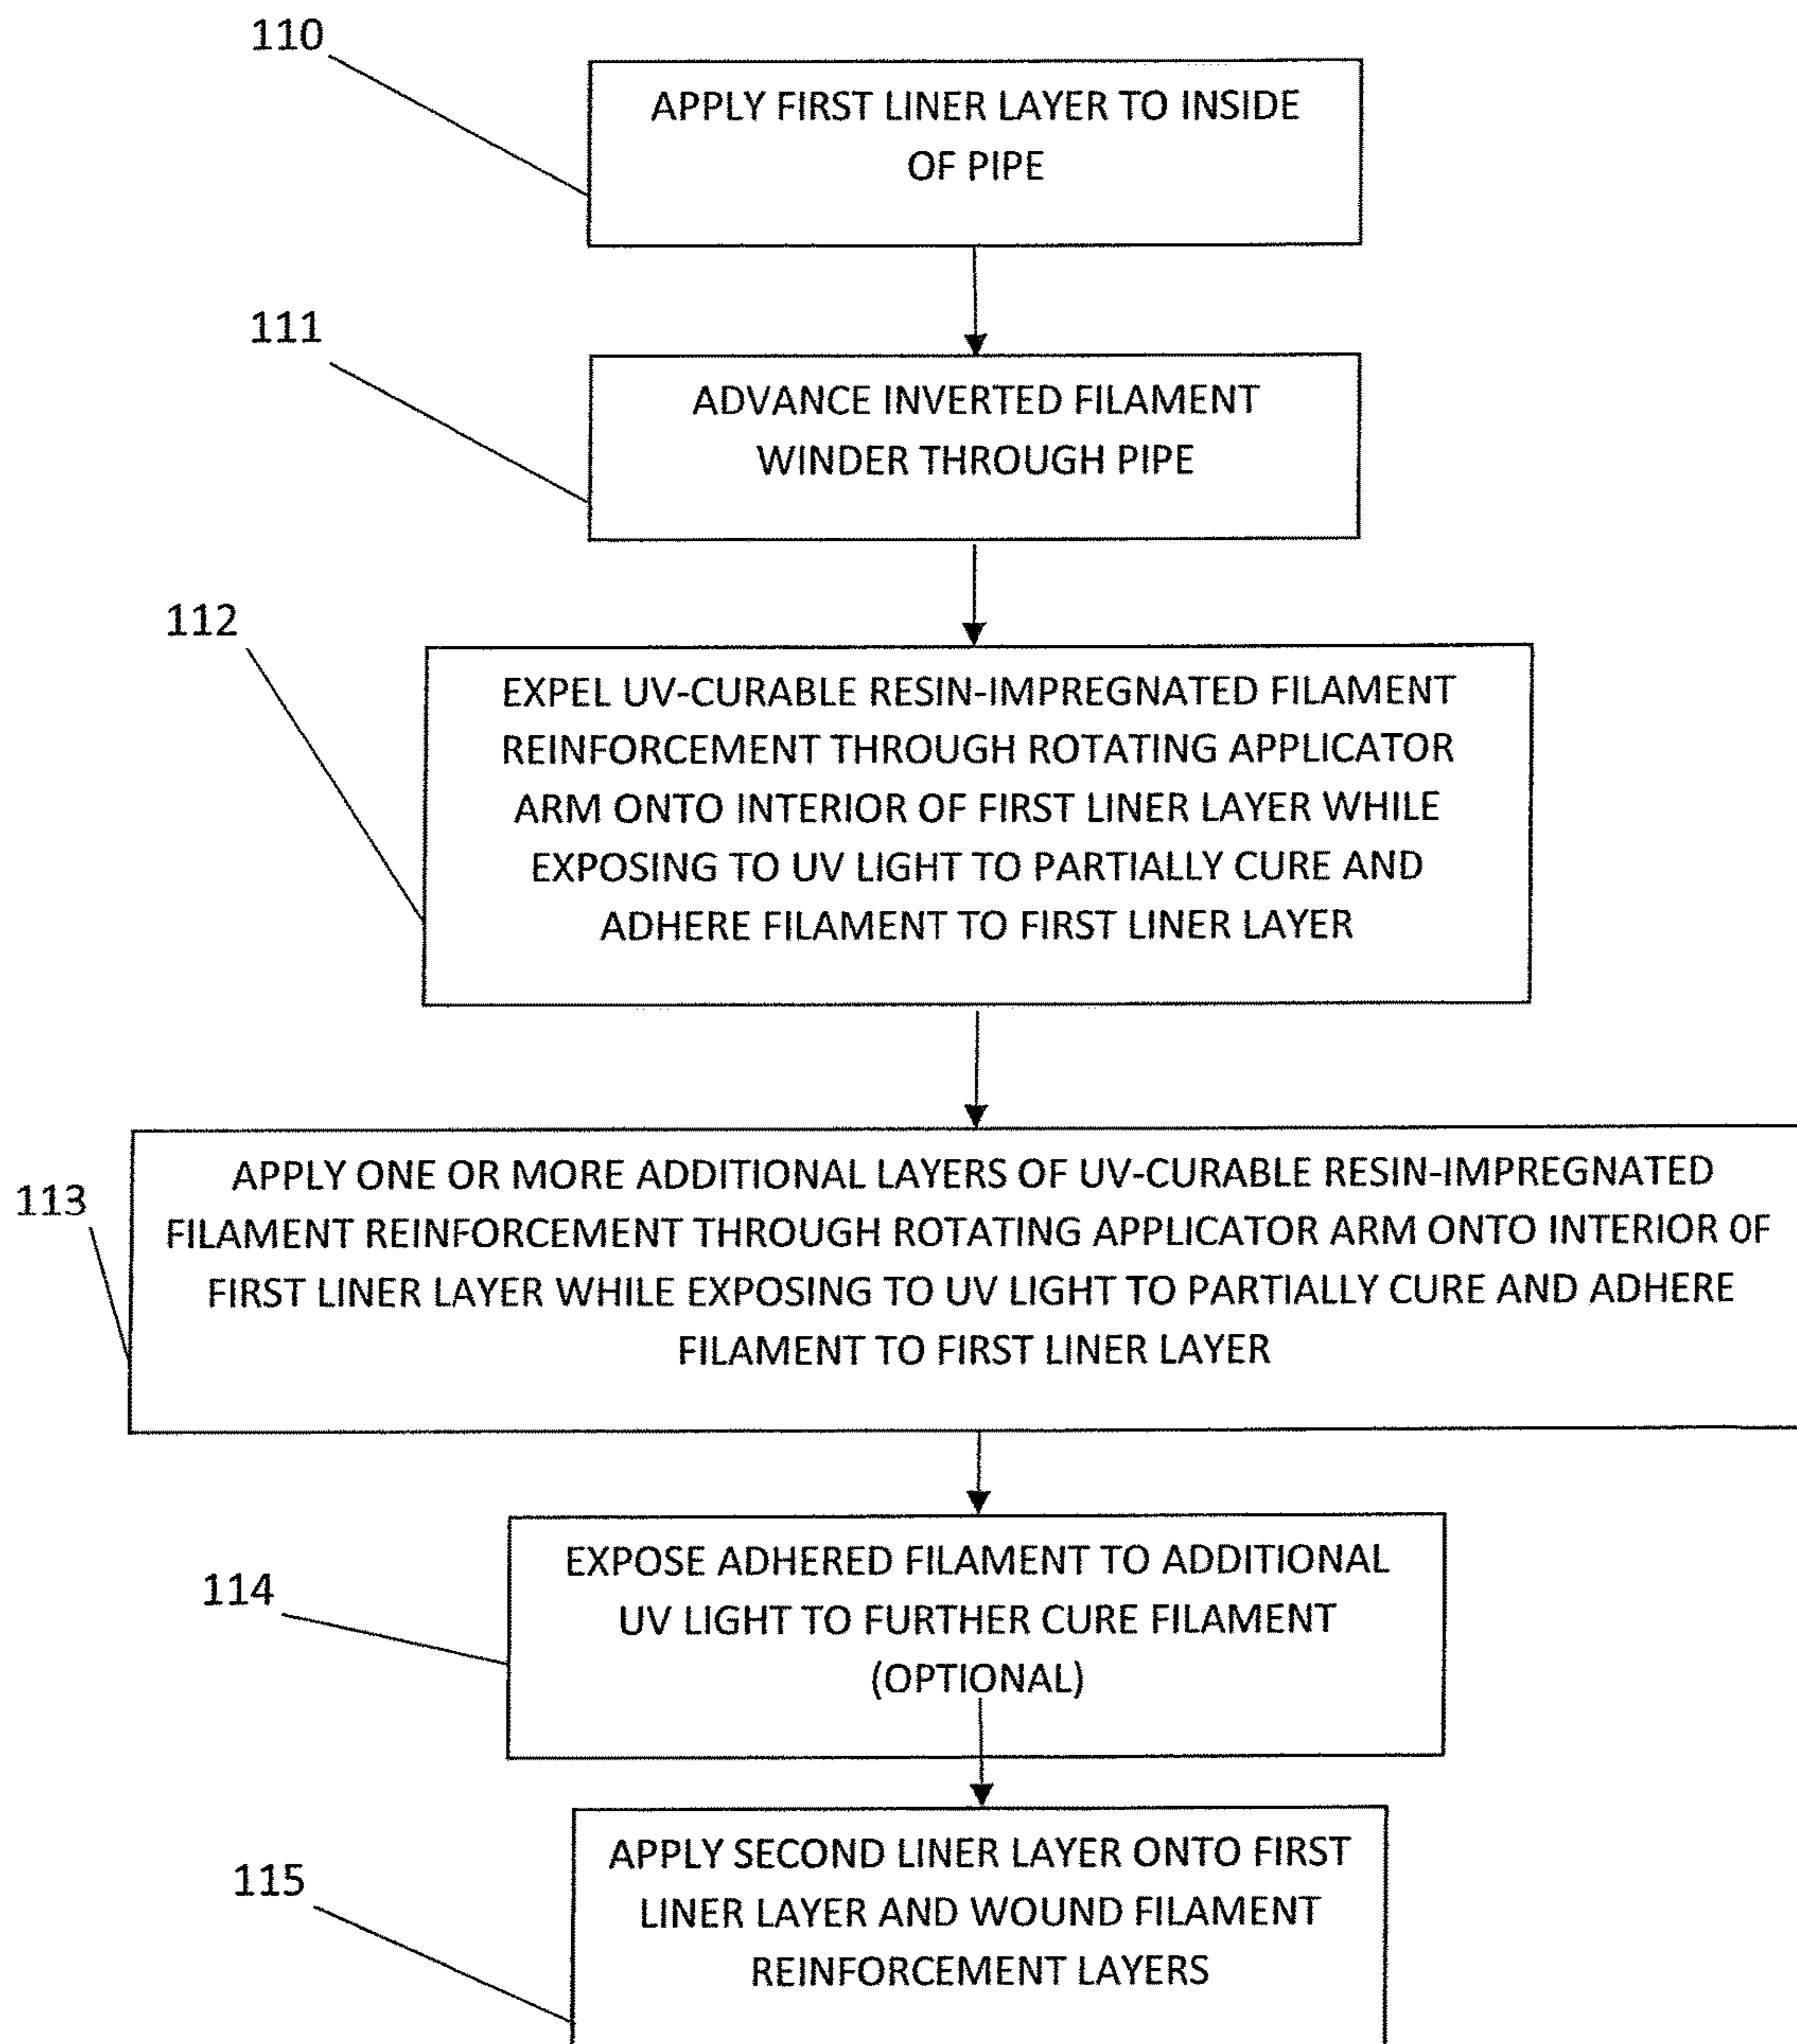 110
APPLY FIRST LINER LAYER TO INSIDE
OF PIPE
111
ADVANCE INVERTED FILAMENT
WINDER THROUGH PIPE
112
EXPEL UV-CURABLE RESIN-IMPREGNATED FILAMENT
REINFORCEMENT THROUGH ROTATING APPLICATOR
ARM ONTO INTERIOR OF FIRST LINER LAYER WHILE
EXPOSING TO UV LIGHT TO PARTIALLY CURE AND
ADHERE FILAMENT TO FIRST LINER LAYER
113
APPLY ONE OR MORE ADDITIONAL LAYERS OF UV-CURABLE RESIN-IMPREGNATED
FILAMENT REINFORCEMENT THROUGH ROTATING APPLICATOR ARM ONTO INTERIOR OF
FIRST LINER LAYER WHILE EXPOSING TO UV LIGHT TO PARTIALLY CURE AND ADHERE
FILAMENT TO FIRST LINER LAYER
114
EXPOSE ADHERED FILAMENT TO ADDITIONAL
UV LIGHT TO FURTHER CURE FILAMENT
(OPTIONAL)
115
APPLY SECOND LINER LAYER ONTO FIRST
LINER LAYER AND WOUND FILAMENT
REINFORCEMENT LAYERS